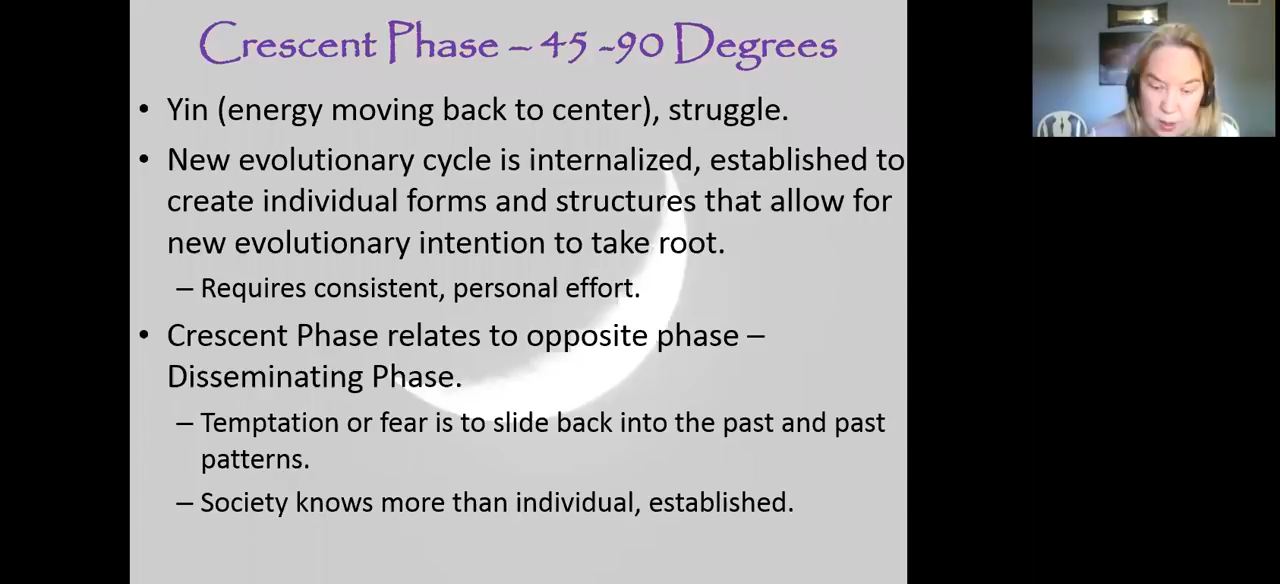 Crescent Phase – 45 -90 Degrees
• Yin (energy moving back to center), struggle.
• New evolutionary cycle is internalized, established to
create individual forms and structures that allow for
new evolutionary intention to take root.
– Requires consistent, personal effort.
• Crescent Phase relates to opposite phase –
Disseminating Phase.
– Temptation or fear is to slide back into the past and past
patterns.
– Society knows more than individual, established.